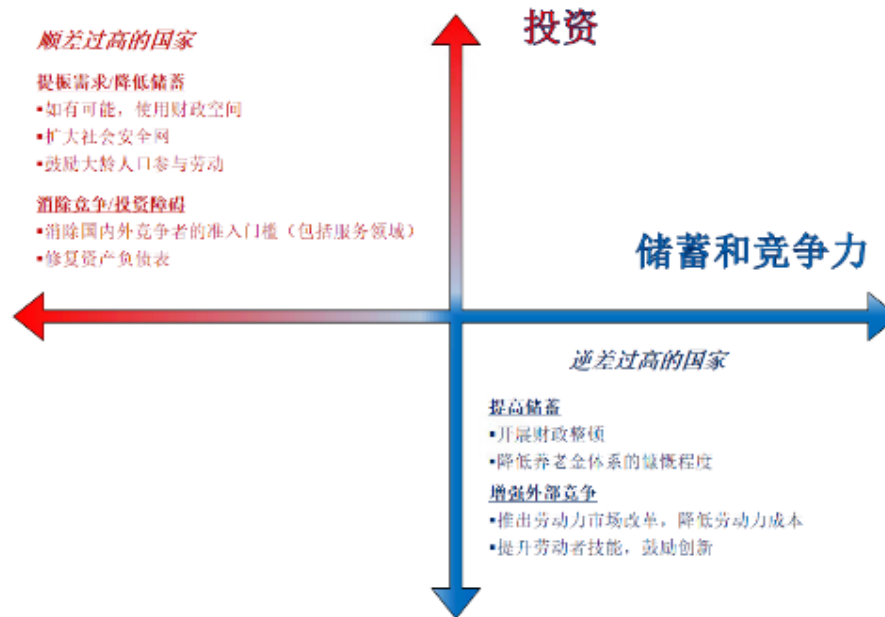 投资
顺差过高的国家
提振需求/降低储蓄
▪如有可能，使用财政空间
▪扩大社会安全网
▪鼓励大龄人口参与劳动
消除竞争/投资障碍
▪消除国内外竞争者的准入门槛（包括服务领域）
▪修复资产负债表
储蓄和竞争力
逆差过高的国家
提高储蓄
▪开展财政整顿
▪降低养老金体系的慷慨程度
增强外部竞争
▪推出劳动力市场改革，降低劳动力成本
▪提升劳动者技能，鼓励创新